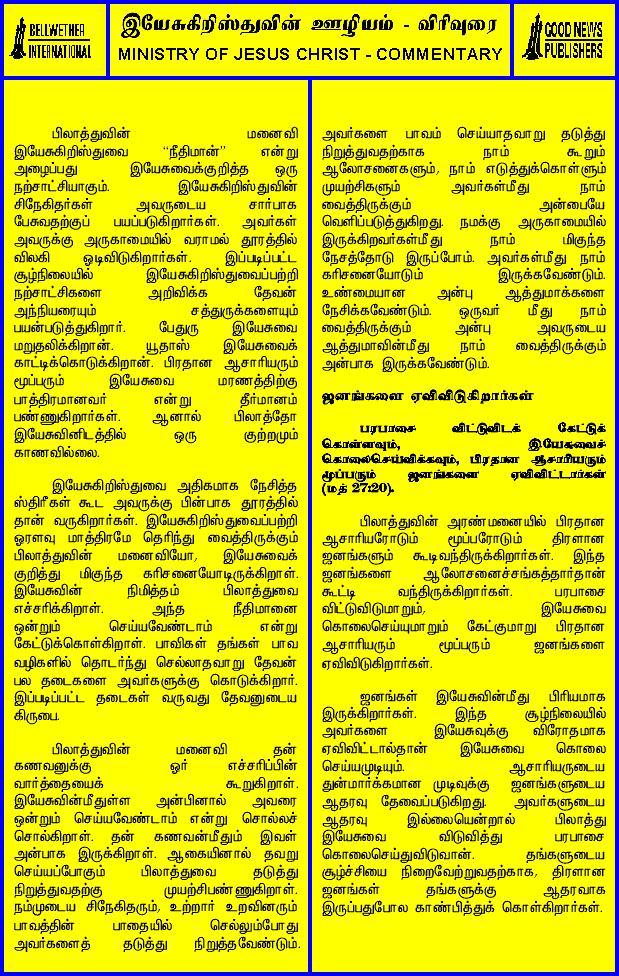 BELLWETHER
INTERNATIONAL
இயேசுகிறிஸ்துவின் ஊழியம் - விரிவுரை
MINISTRY OF JESUS CHRIST - COMMENTARY
GOOD NEWS
PUBLISHERS
பிலாத்துவின் மனைவி
இயேசுகிறிஸ்துவை “நீதிமான்” என்று
அழைப்பது இயேசுவைக்குறித்த ஒரு
நற்சாட்சியாகும். இயேசுகிறிஸ்துவின்
சிநேகிதர்கள் அவருடைய சார்பாக
பேசுவதற்குப் பயப்படுகிறார்கள். அவர்கள்
அவருக்கு அருகாமையில் வராமல் தூரத்தில்
விலகி ஓடிவிடுகிறார்கள். இப்படிப்பட்ட
சூழ்நிலையில் இயேசுகிறிஸ்துவைப்பற்றி
நற்சாட்சிகளை அறிவிக்க தேவன்
அந்நியரையும் சத்துருக்களையும்
பயன்படுத்துகிறார். பேதுரு இயேசுவை
மறுதலிக்கிறான். யூதாஸ் இயேசுவைக்
காட்டிக்கொடுக்கிறான். பிரதான ஆசாரியரும்
மூப்பரும் இயேசுவை மரணத்திற்கு
பாத்திரமானவர் என்று தீர்மானம்
பண்ணுகிறார்கள். ஆனால் பிலாத்தோ
இயேசுவினிடத்தில் ஒரு குற்றமும்
காணவில்லை.
இயேசுகிறிஸ்துவை அதிகமாக நேசித்த
ஸ்திரீகள் கூட அவருக்கு பின்பாக தூரத்தில்
தான் வருகிறார்கள். இயேசுகிறிஸ்துவைப்பற்றி
ஓரளவு மாத்திரமே தெரிந்து வைத்திருக்கும்
பிலாத்துவின் மனைவியோ, இயேசுவைக்
குறித்து மிகுந்த கரிசனையோடிருக்கிறாள்.
இயேசுவின் நிமித்தம் பிலாத்துவை
எச்சரிக்கிறாள். அந்த நீதிமானை
ஒன்றும் செய்யவேண்டாம் என்று
கேட்டுக்கொள்கிறாள். பாவிகள் தங்கள் பாவ
வழிகளில் தொடர்ந்து செல்லாதவாறு தேவன்
பல தடைகளை அவர்களுக்கு கொடுக்கிறார்.
இப்படிப்பட்ட தடைகள் வருவது தேவனுடைய
கிருபை.
பிலாத்துவின் மனைவி தன்
கணவனுக்கு ஓர் எச்சரிப்பின்
வார்த்தையைக் கூறுகிறாள்.
இயேசுவின்மீதுள்ள அன்பினால் அவரை
ஒன்றும் செய்யவேண்டாம் என்று சொல்லச்
சொல்கிறாள். தன் கணவன்மீதும் இவள்
அன்பாக இருக்கிறாள். ஆகையினால் தவறு
செய்யப்போகும் பிலாத்துவை தடுத்து
நிறுத்துவதற்கு முயற்சிபண்ணுகிறாள்.
நம்முடைய சிநேகிதரும், உற்றார் உறவினரும்
பாவத்தின் பாதையில் செல்லும்போது
அவர்களைத் தடுத்து நிறுத்தவேண்டும்.
அவர்களை பாவம் செய்யாதவாறு தடுத்து
நிறுத்துவதற்காக நாம் கூறும்
ஆலோசனைகளும், நாம் எடுத்துக்கொள்ளும்
முயற்சிகளும் அவர்கள்மீது நாம்
வைத்திருக்கும் அன்பையே
வெளிப்படுத்துகிறது. நமக்கு அருகாமையில்
இருக்கிறவர்கள்மீது நாம் மிகுந்த
நேசத்தோடு இருப்போம். அவர்கள்மீது நாம்
கரிசனையோடும் இருக்கவேண்டும்.
உண்மையான அன்பு ஆத்துமாக்களை
நேசிக்கவேண்டும். ஒருவர் மீது நாம்
வைத்திருக்கும் அன்பு அவருடைய
ஆத்துமாவின்மீது நாம் வைத்திருக்கும்
அன்பாக இருக்கவேண்டும்.
ஜனங்களை ஏவிவிடுகிறார்கள்
பரபாசை விட்டுவிடக் கேட்டுக்
கொள்ளவும், இயேசுவைச்
கொலைசெய்விக்கவும், பிரதான ஆசாரியரும்
மூப்பரும் ஜனங்களை ஏவிவிட்டார்கள்
(மத் 27:20).
பிலாத்துவின் அரண்மனையில் பிரதான
ஆசாரியரோடும் மூப்பரோடும் திரளான
ஜனங்களும் கூடிவந்திருக்கிறார்கள். இந்த
ஜனங்களை ஆலோசனைச்சங்கத்தார்தான்
கூட்டி வந்திருக்கிறார்கள். பரபாசை
விட்டுவிடுமாறும், இயேசுவை
கொலைசெய்யுமாறும் கேட்குமாறு பிரதான
ஆசாரியரும் மூப்பரும் ஜனங்களை
ஏவிவிடுகிறார்கள்.
ஜனங்கள் இயேசுவின்மீது பிரியமாக
இருக்கிறார்கள். இந்த சூழ்நிலையில்
அவர்களை இயேசுவுக்கு விரோதமாக
ஏவிவிட்டால்தான் இயேசுவை கொலை
செய்யமுடியும். ஆசாரியருடைய
துன்மார்க்கமான முடிவுக்கு ஜனங்களுடைய
ஆதரவு தேவைப்படுகிறது. அவர்களுடைய
ஆதரவு இல்லையென்றால் பிலாத்து
இயேசுவை விடுவித்து பரபாசை
கொலைசெய்துவிடுவான். தங்களுடைய
சூழ்ச்சியை நிறைவேற்றுவதற்காக, திரளான
ஜனங்கள் தங்களுக்கு ஆதரவாக
இருப்பதுபோல காண்பித்துக் கொள்கிறார்கள்.